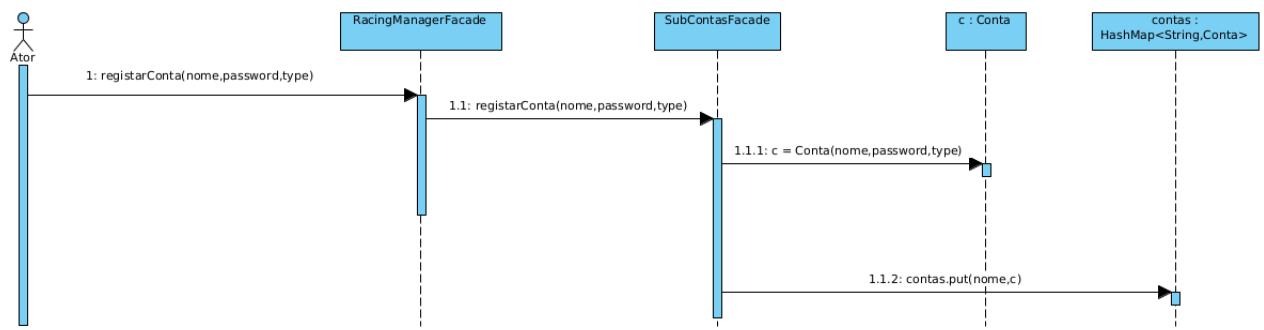 Ator
RacingManagerFacade
SubContasFacade
c : Conta
contas :
HashMap<String,Conta>
1: registarConta(nome,password,type)
1.1: registarConta(nome,password,type)
1.1.1: c = Conta(nome,password,type)
1.1.2: contas.put(nome,c)